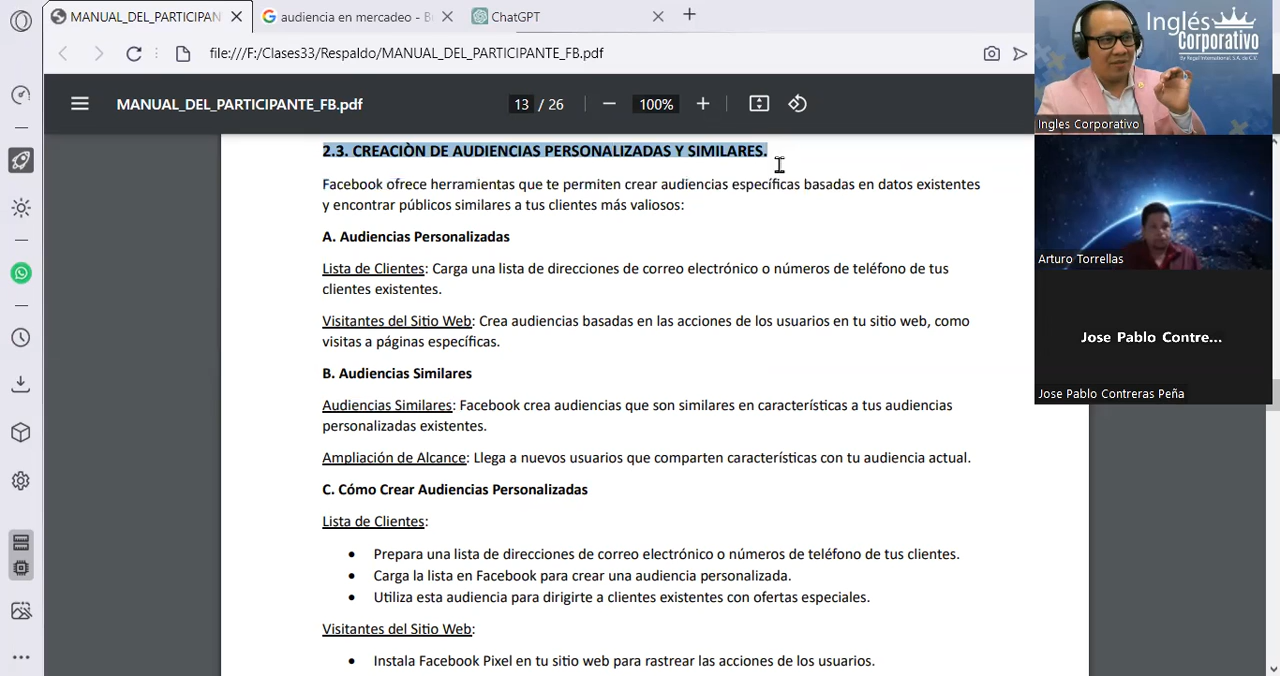 MANUAL_DEL_PARTICIPAN
audiencia en mercadeo - B
ChatGPT
file:///F:/Clases33/Respaldo/MANUAL_DEL_PARTICIPANTE_FB.pdf
MANUAL_DEL_PARTICIPANTE_FB.pdf
13 / 26
100%
2.3. CREACIÒN DE AUDIENCIAS PERSONALIZADAS Y SIMILARES.
Facebook ofrece herramientas que te permiten crear audiencias específicas basadas en datos existentes
y encontrar públicos similares a tus clientes más valiosos:
A. Audiencias Personalizadas
Lista de Clientes: Carga una lista de direcciones de correo electrónico o números de teléfono de tus
clientes existentes.
Visitantes del Sitio Web: Crea audiencias basadas en las acciones de los usuarios en tu sitio web, como
visitas a páginas específicas.
B. Audiencias Similares
Audiencias Similares: Facebook crea audiencias que son similares en características a tus audiencias
personalizadas existentes.
Ampliación de Alcance: Llega a nuevos usuarios que comparten características con tu audiencia actual.
C. Cómo Crear Audiencias Personalizadas
Lista de Clientes:
• Prepara una lista de direcciones de correo electrónico o números de teléfono de tus clientes.
• Carga la lista en Facebook para crear una audiencia personalizada.
• Utiliza esta audiencia para dirigirte a clientes existentes con ofertas especiales.
Visitantes del Sitio Web:
• Instala Facebook Pixel en tu sitio web para rastrear las acciones de los usuarios.
Inglés
Corporativo
By Regal International, S.A. de C.V.
Ingles Corporativo
Arturo Torrellas
Jose Pablo Contre...
Jose Pablo Contreras Peña